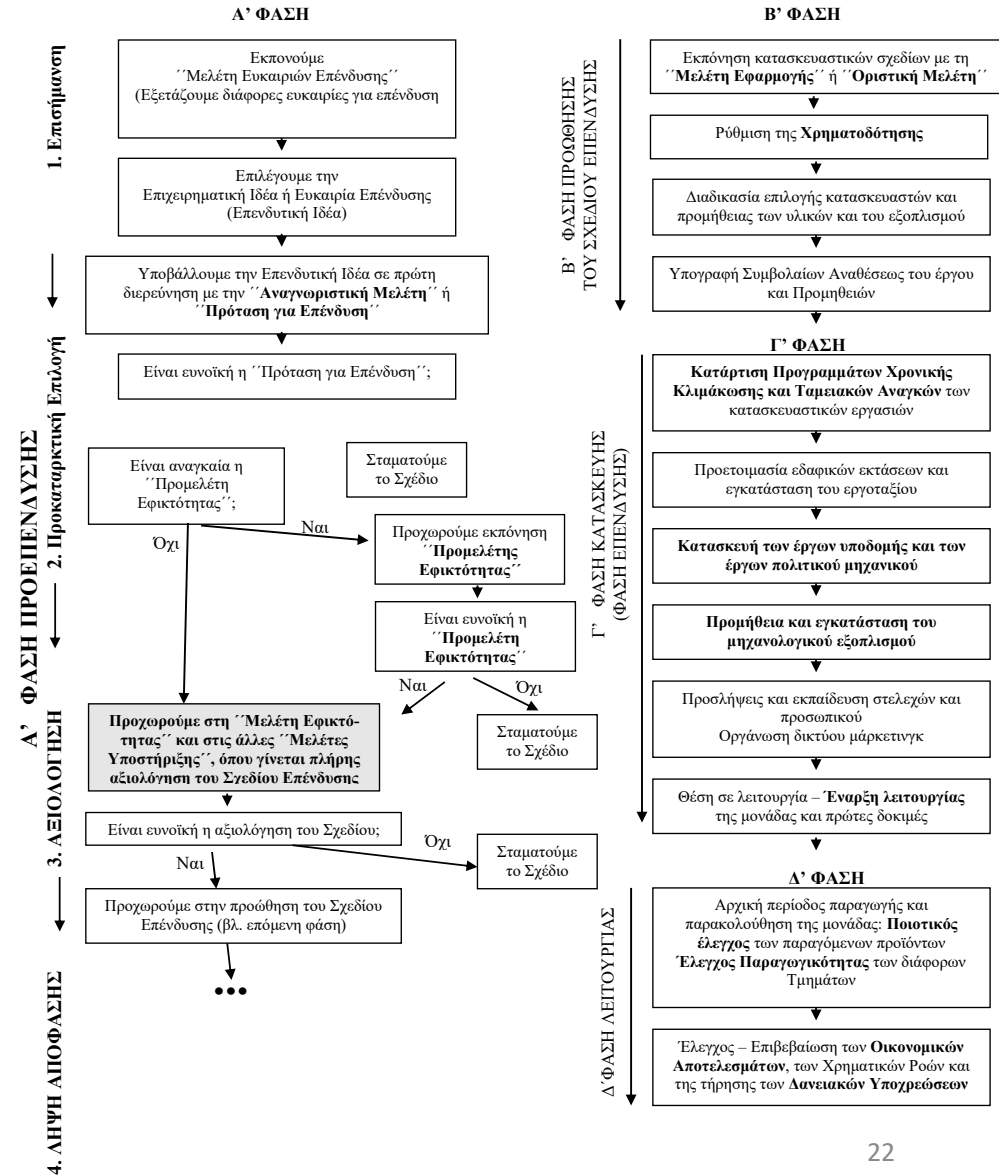 Α’ ΦΑΣΗ
Α’ ΦΑΣΗ ΠΡΟΕΠΕΝΔΥΣΗΣ
1. Επισήμανση
2. Προκαταρκτική Επιλογή
3. ΑΞΙΟΛΟΓΗΣΗ
4. ΛΗΨΗ ΑΠΟΦΑΣΗΣ
Εκπονούμε
´´Μελέτη Ευκαιριών Επένδυσης´´
(Εξετάζουμε διάφορες ευκαιρίες για επένδυση
Επιλέγουμε την
Επιχειρηματική Ιδέα ή Ευκαιρία Επένδυσης
(Επενδυτική Ιδέα)
Υποβάλλουμε την Επενδυτική Ιδέα σε πρώτη
διερεύνηση με την ´´Αναγνωριστική Μελέτη´´ ή
´´Πρόταση για Επένδυση´´
Είναι ευνοϊκή η ´´Πρόταση για Επένδυση´´;
Είναι αναγκαία η
´´Προμελέτη
Εφικτότητας´´;
Σταματούμε
το Σχέδιο
Ναι
Όχι
Προχωρούμε εκπόνηση
´´Προμελέτης
Εφικτότητας´´
Είναι ευνοϊκή η
´´Προμελέτη
Εφικτότητας´´
Ναι
Όχι
Προχωρούμε στη ´´Μελέτη Εφικτό-
τητας´´ και στις άλλες ´´Μελέτες
Υποστήριξης´´, όπου γίνεται πλήρης
αξιολόγηση του Σχεδίου Επένδυσης
Σταματούμε
το Σχέδιο
Είναι ευνοϊκή η αξιολόγηση του Σχεδίου;
Ναι
Όχι
Σταματούμε
το Σχέδιο
Προχωρούμε στην προώθηση του Σχεδίου
Επένδυσης (βλ. επόμενη φάση)
•••
Β’ ΦΑΣΗ
Β’ ΦΑΣΗ ΠΡΟΩΘΗΣΗΣ
ΤΟΥ ΣΧΕΔΙΟΥ ΕΠΕΝΔΥΣΗΣ
Εκπόνηση κατασκευαστικών σχεδίων με τη
´´Μελέτη Εφαρμογής´´ ή ´´Οριστική Μελέτη´´
Ρύθμιση της Χρηματοδότησης
Διαδικασία επιλογής κατασκευαστών και
προμήθειας των υλικών και του εξοπλισμού
Υπογραφή Συμβολαίων Αναθέσεως του έργου
και Προμηθειών
Γ’ ΦΑΣΗ
Γ’ ΦΑΣΗ ΚΑΤΑΣΚΕΥΗΣ
(ΦΑΣΗ ΕΠΕΝΔΥΣΗΣ)
Κατάρτιση Προγραμμάτων Χρονικής
Κλιμάκωσης και Ταμειακών Αναγκών των
κατασκευαστικών εργασιών
Προετοιμασία εδαφικών εκτάσεων και
εγκατάσταση του εργοταξίου
Κατασκευή των έργων υποδομής και των
έργων πολιτικού μηχανικού
Προμήθεια και εγκατάσταση του
μηχανολογικού εξοπλισμού
Προσλήψεις και εκπαίδευση στελεχών και
προσωπικού
Οργάνωση δικτύου μάρκετινγκ
Θέση σε λειτουργία – Έναρξη λειτουργίας
της μονάδας και πρώτες δοκιμές
Δ’ ΦΑΣΗ
Δ΄ΦΑΣΗ ΛΕΙΤΟΥΡΓΙΑΣ
Αρχική περίοδος παραγωγής και
παρακολούθηση της μονάδας: Ποιοτικός
έλεγχος των παραγόμενων προϊόντων
Έλεγχος Παραγωγικότητας των διάφορων
Τμημάτων
Έλεγχος – Επιβεβαίωση των Οικονομικών
Αποτελεσμάτων, των Χρηματικών Ροών και
της τήρησης των Δανειακών Υποχρεώσεων
22